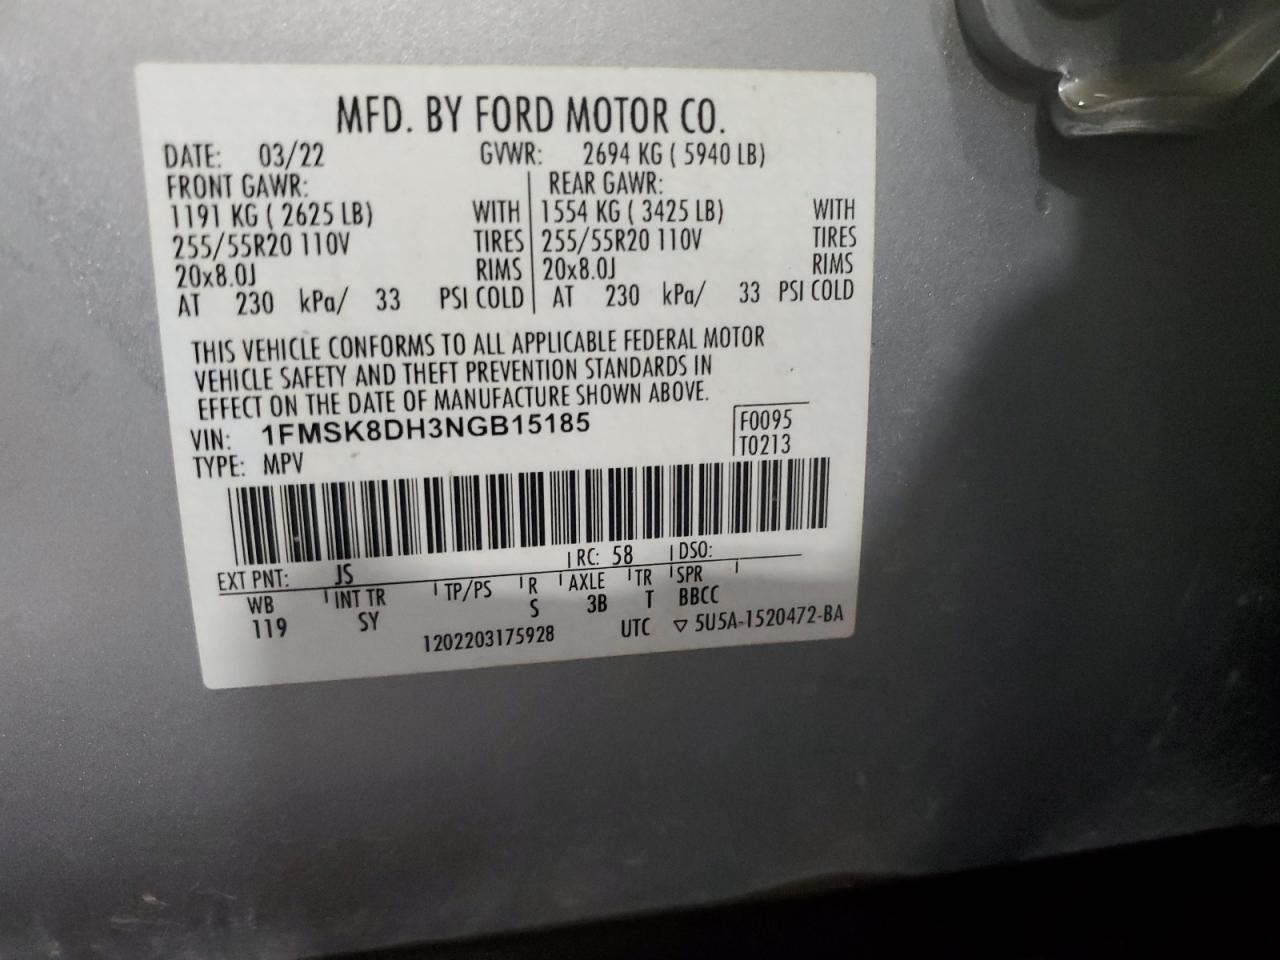 MFD. BY FORD MOTOR CO.
DATE: 03/22 GVWR: 2694 KG ( 5940 LB)
FRONT GAWR: REAR GAWR:
1191 KG ( 2625 LB) WITH 1554 KG ( 3425 LB) WITH
255/55R20 110V TIRES 255/55R20 110V TIRES
20x8.0J RIMS 20x8.0J RIMS
AT 230 kPa/ 33 PSI COLD AT 230 kPa/ 33 PSI COLD
THIS VEHICLE CONFORMS TO ALL APPLICABLE FEDERAL MOTOR
VEHICLE SAFETY AND THEFT PREVENTION STANDARDS IN
EFFECT ON THE DATE OF MANUFACTURE SHOWN ABOVE.
VIN: 1FMSK8DH3NGB15185 F0095
TYPE: MPV T0213
EXT PNT: JS RC: 58 DSO:
WB INT TR TP/PS R AXLE TR SPR
119 SY S 3B T BBCC
1202203175928 UTC ▽ 5U5A-1520472-BA